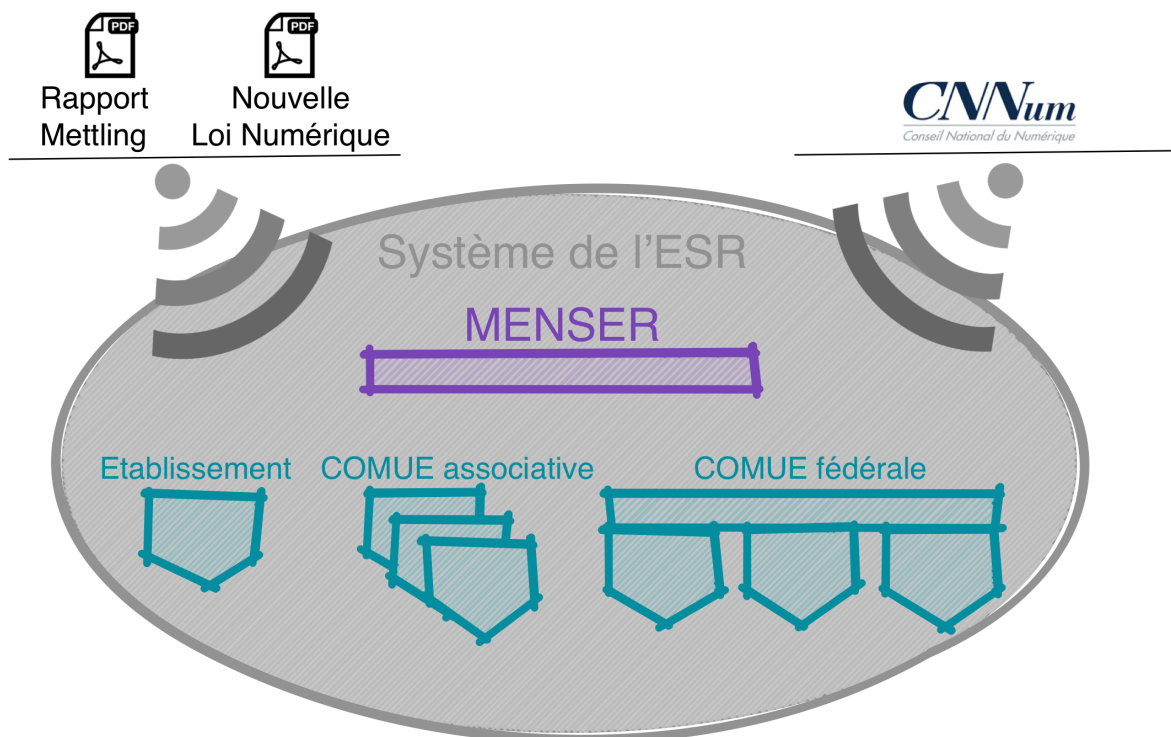 PDF
PDF
Rapport
Mettling
Nouvelle
Loi Numérique
CNNum
Conseil National du Numérique
Système de l'ESR
MENSER
Etablissement
COMUE associative
COMUE fédérale